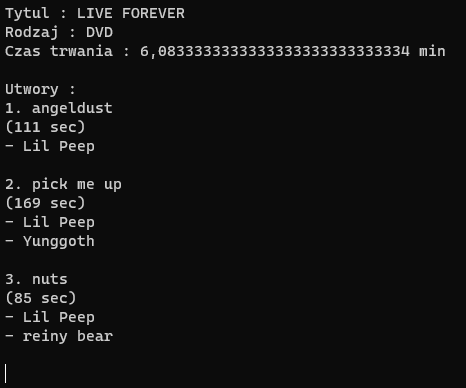 Tytul : LIVE FOREVER
Rodzaj : DVD
Czas trwania : 6,0833333333333333333333333334 min
Utwory :
1. angeldust
(111 sec)
- Lil Peep
2. pick me up
(169 sec)
- Lil Peep
- Yunggoth
3. nuts
(85 sec)
- Lil Peep
- reiny bear